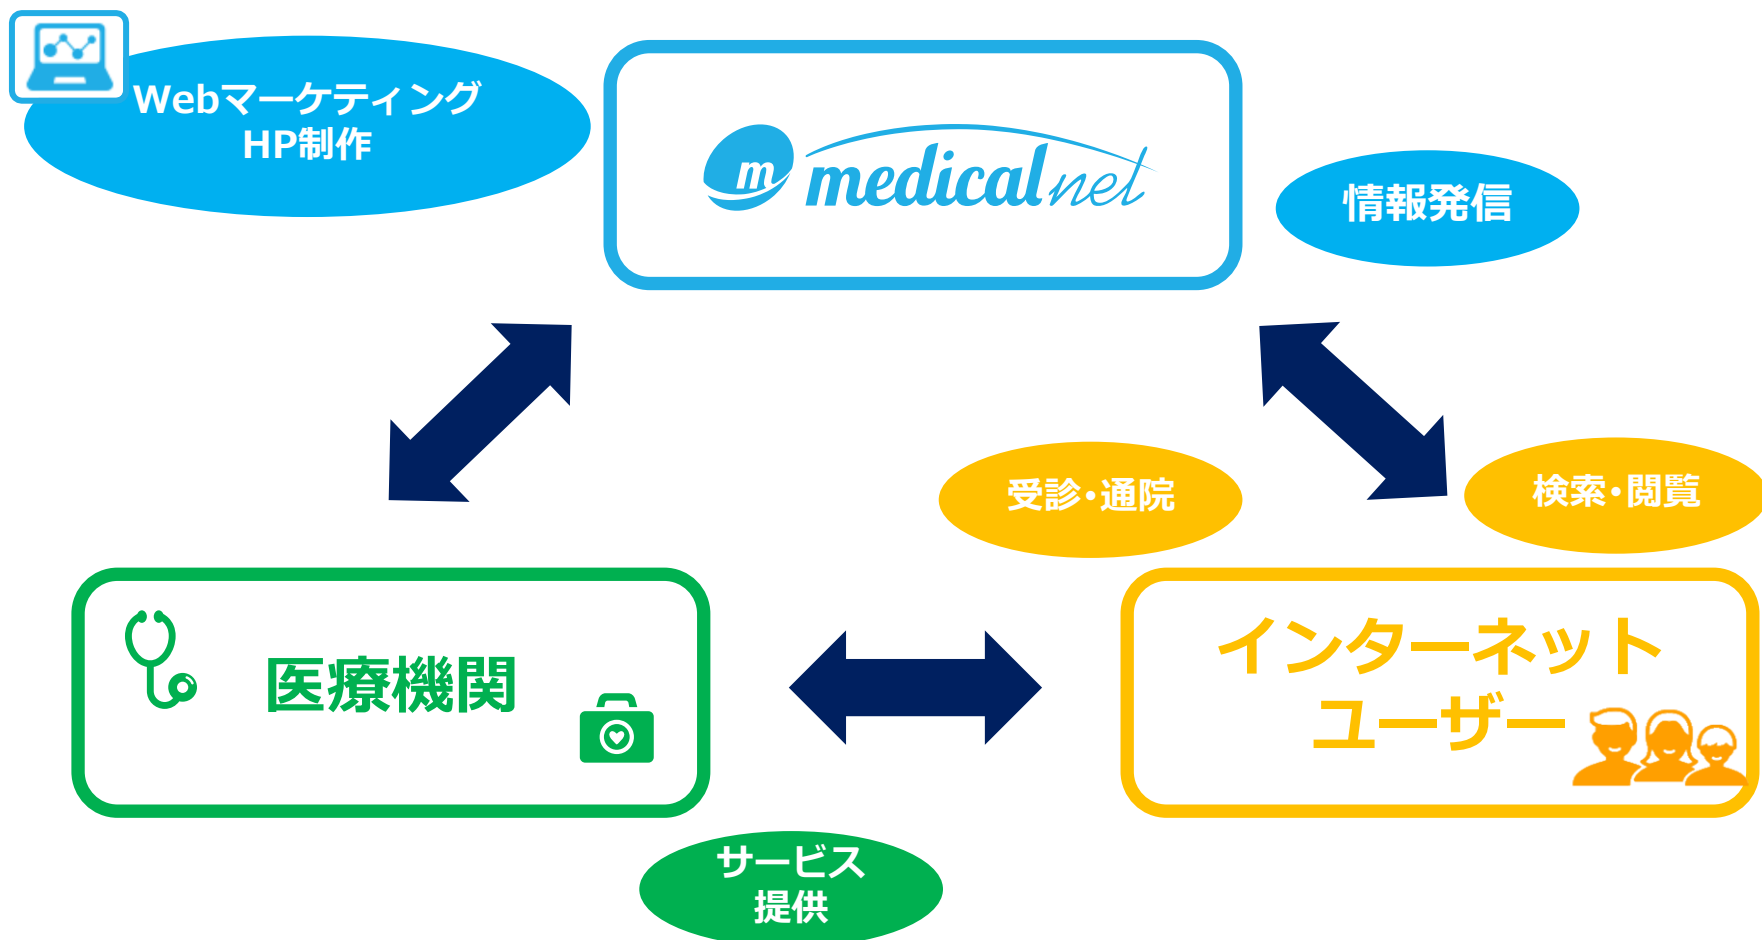 Webマーケティング
HP制作
m medical net
情報発信
受診・通院
検索・閲覧
医療機関
インターネット
ユーザー
サービス
提供